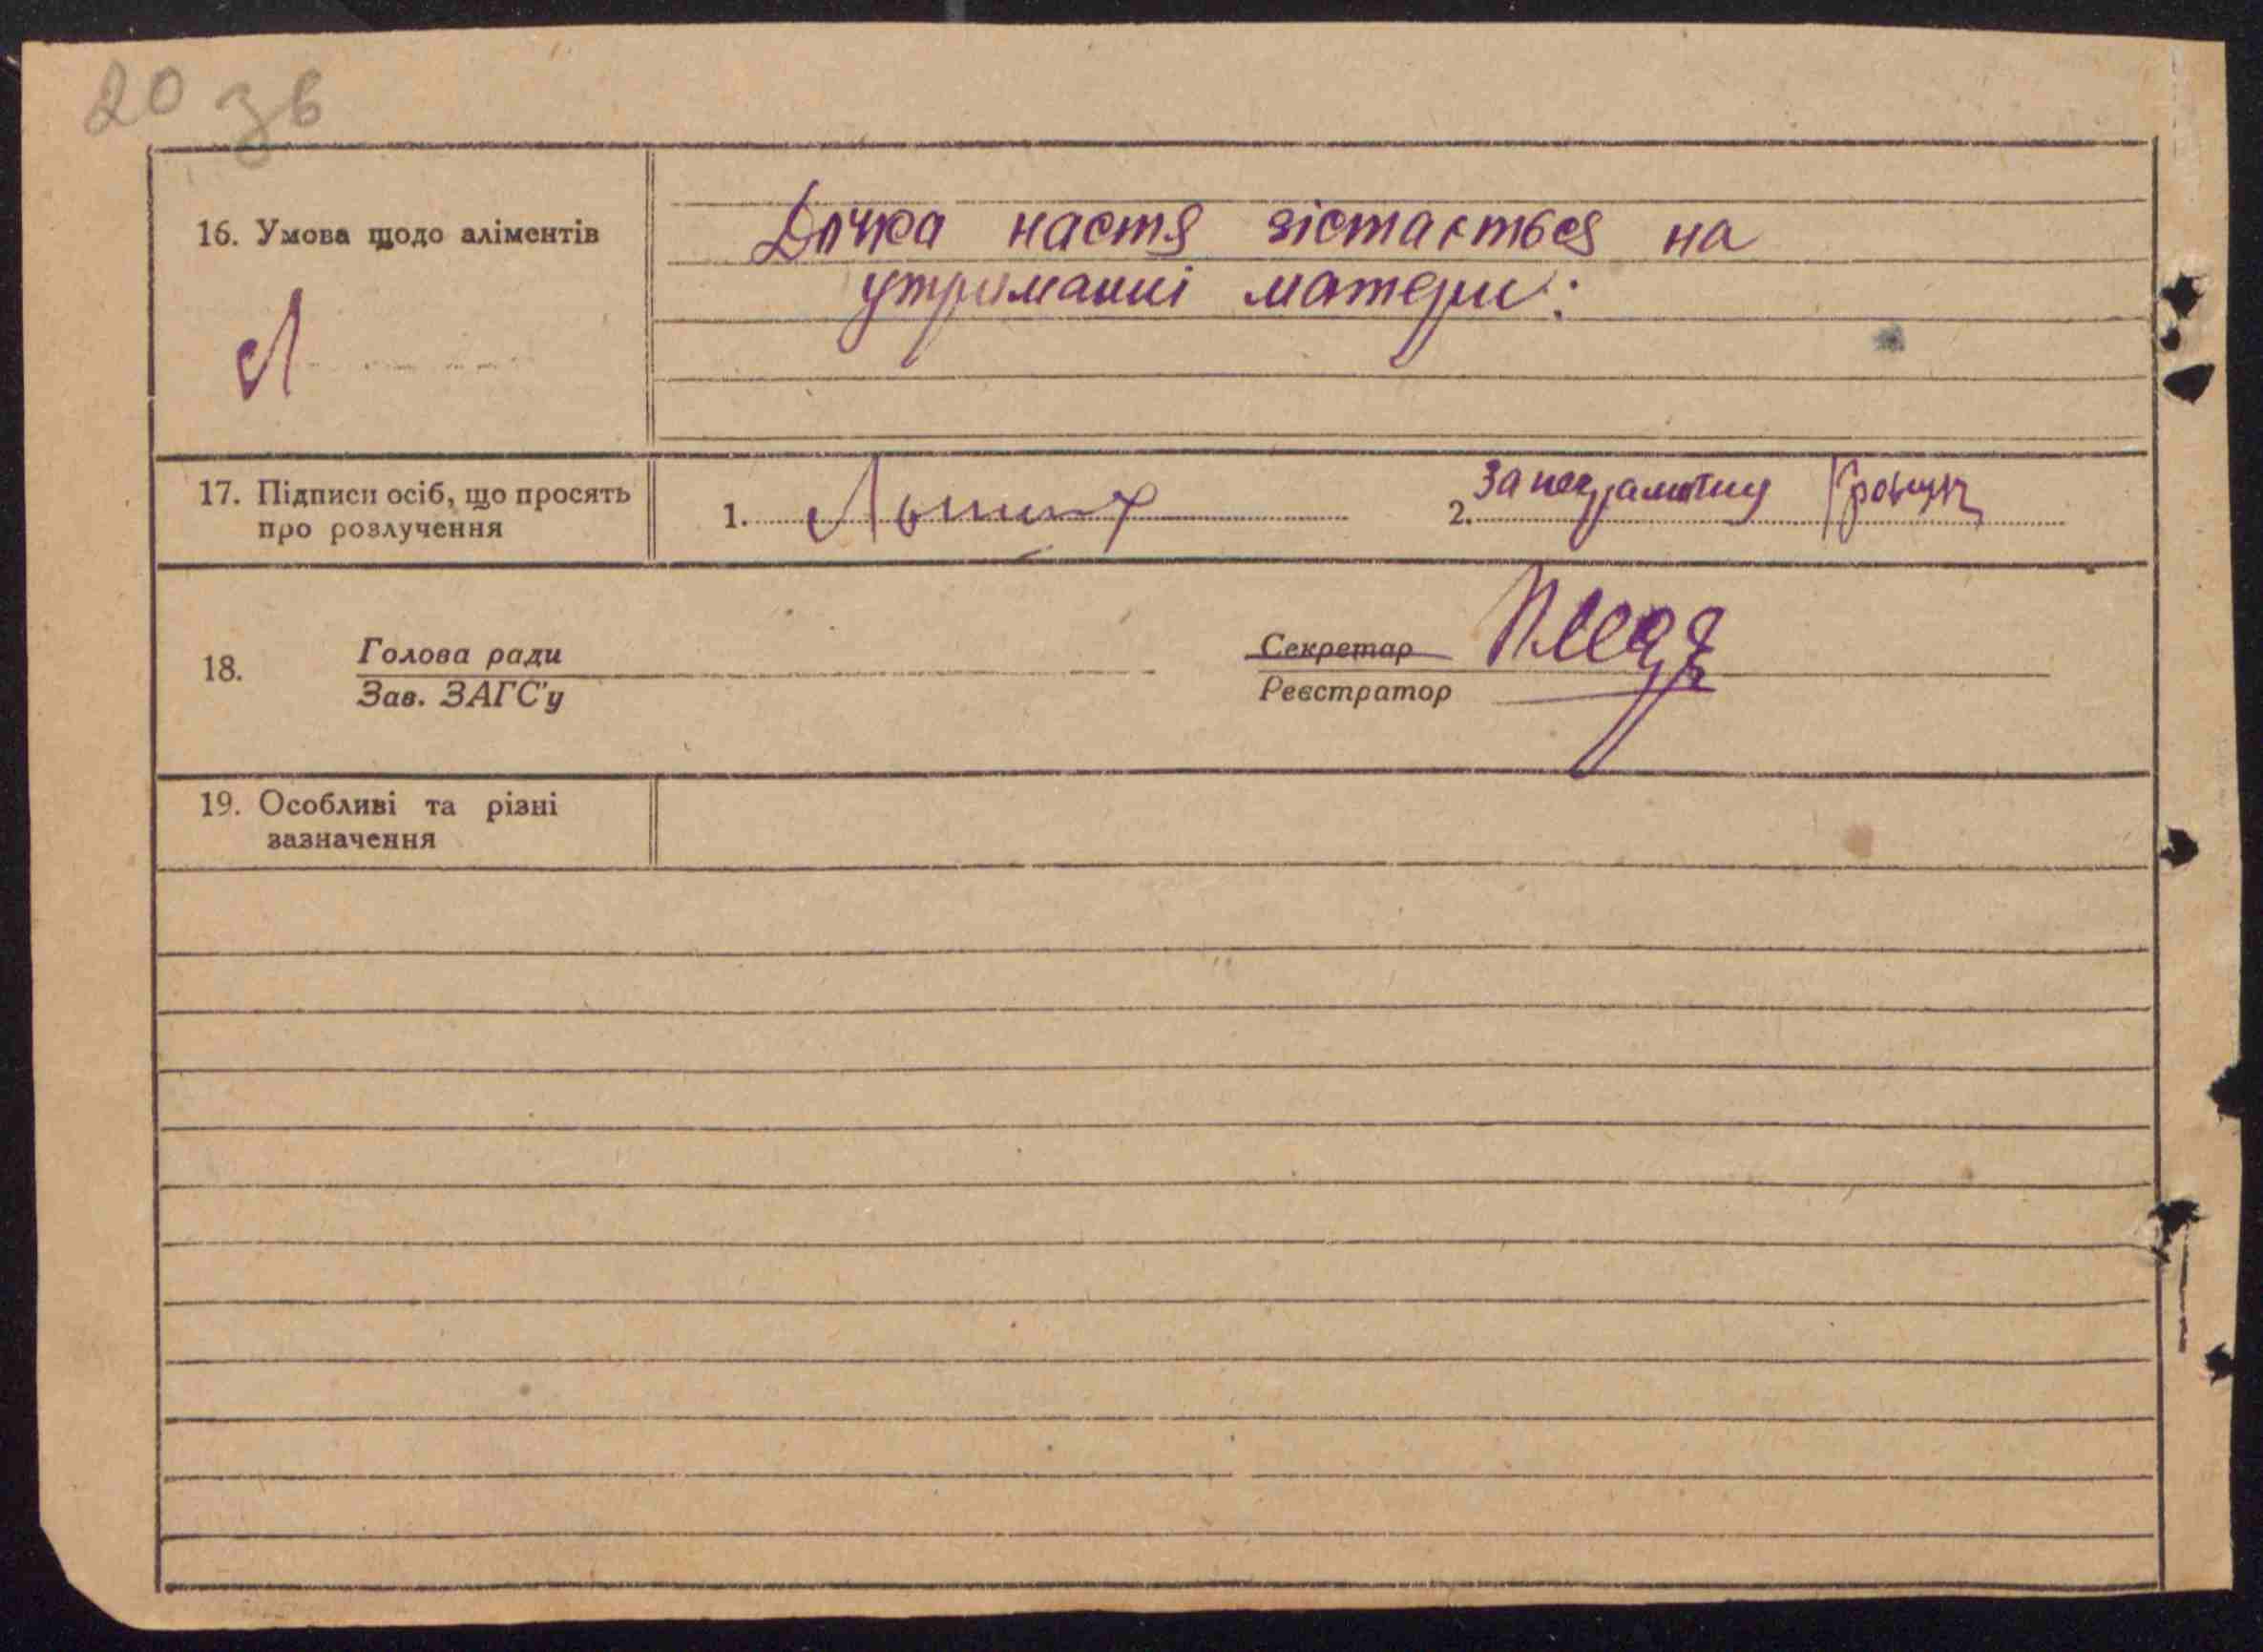 20 зв
16. Умова щодо аліментів
Дочка настя зістається на
утриманні матери:
Л
17. Підписи осіб, що просять
про розлучення
1.
2. За неграмотну
18.
Голова ради
Зав. ЗАГС'у
Секретар
Реєстратор
19. Особливі та різні
зазначення